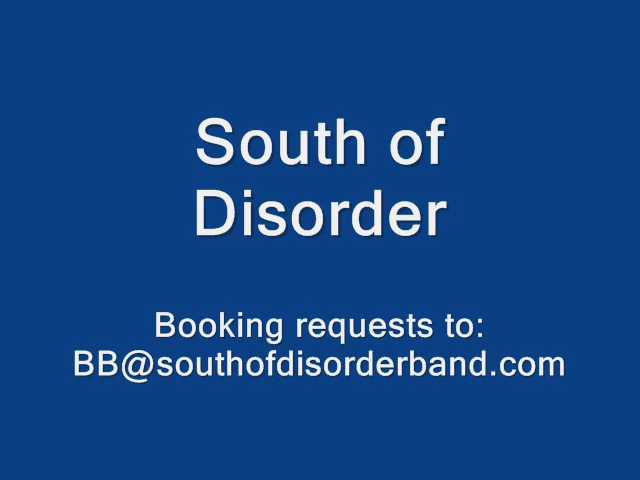 South of
Disorder
Booking requests to:
BB@southofdisorderband.com